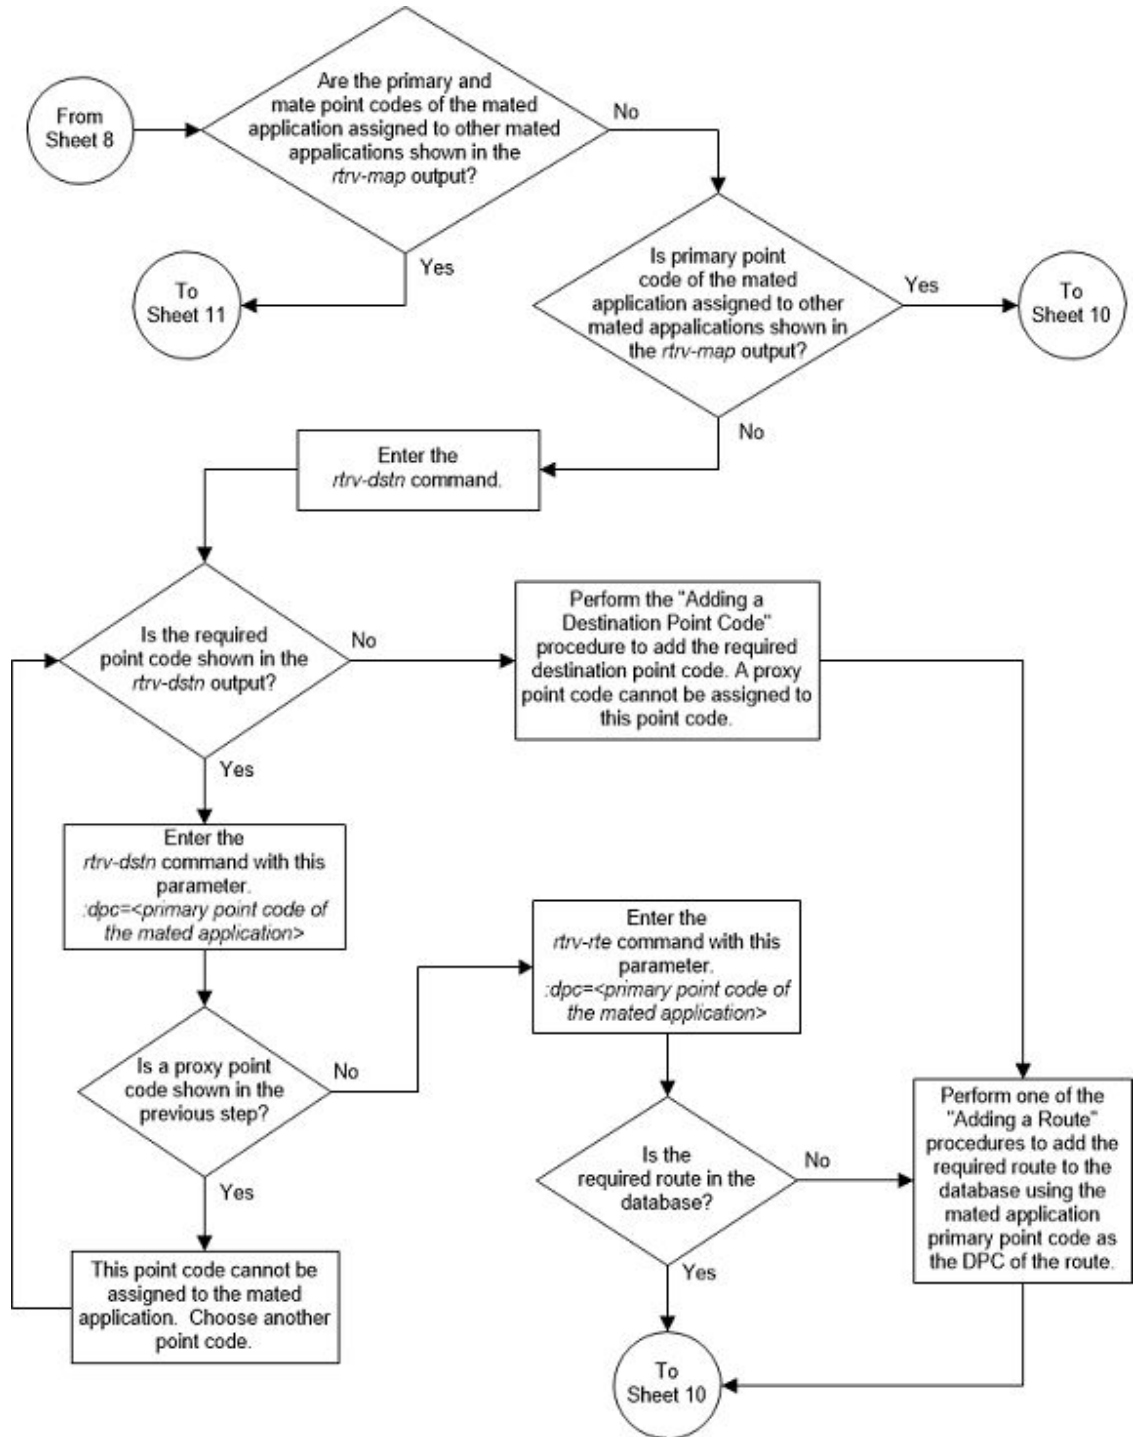 From
Sheet 8
Are the primary and
mate point codes of the mated
application assigned to other mated
appalications shown in the
rtrv-map output?
No
Yes
To
Sheet 11
Is primary point
code of the mated
application assigned to other
mated appalications shown in
the rtrv-map output?
Yes
To
Sheet 10
No
Enter the
rtrv-dstn command.
Is the required
point code shown in the
rtrv-dstn output?
No
Perform the "Adding a
Destination Point Code"
procedure to add the required
destination point code. A proxy
point code cannot be assigned to
this point code.
Yes
Enter the
rtrv-dstn command with this
parameter.
:dpc=<primary point code of
the mated application>
Is a proxy point
code shown in the
previous step?
No
Enter the
rtrv-rte command with this
parameter.
:dpc=<primary point code of
the mated application>
Yes
This point code cannot be
assigned to the mated
application. Choose another
point code.
Is the
required route in the
database?
No
Perform one of the
"Adding a Route"
procedures to add the
required route to the
database using the
mated application
primary point code as
the DPC of the route.
Yes
To
Sheet 10